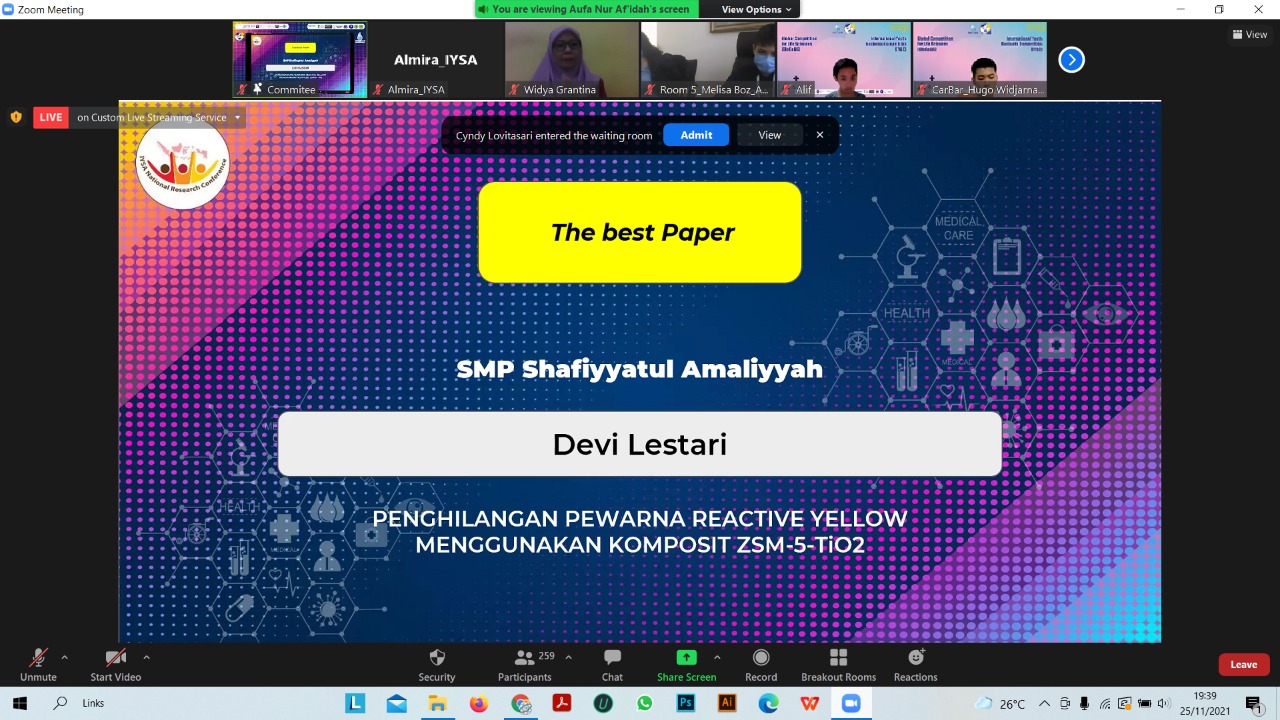 Zoom Meeting
You are viewing Aufa Nur Af'idah's screen
View Options
View
Commitee
Almira_IYSA
Almira_IYSA
Widya Grantina
Room 5_Melisa Boz_A...
Alif
CarBar_Hugo Widjarna...
LIVE on Custom Live Streaming Service
Cyndy Lovitasari entered the waiting room Admit View
IYSA National Research Conference
The best Paper
MEDICAL CARE
HEALTH
MEDICAL
SMP Shafiyyatul Amaliyyah
Devi Lestari
HEALTH
MEDICAL
PENGHILANGAN PEWARNA REACTIVE YELLOW
MENGGUNAKAN KOMPOSIT ZSM-5-TiO2
Unmute
Start Video
Security
259
Participants
Chat
Share Screen
Record
Breakout Rooms
Reactions
Leave
Links
26°C
19:39
25/11/2021